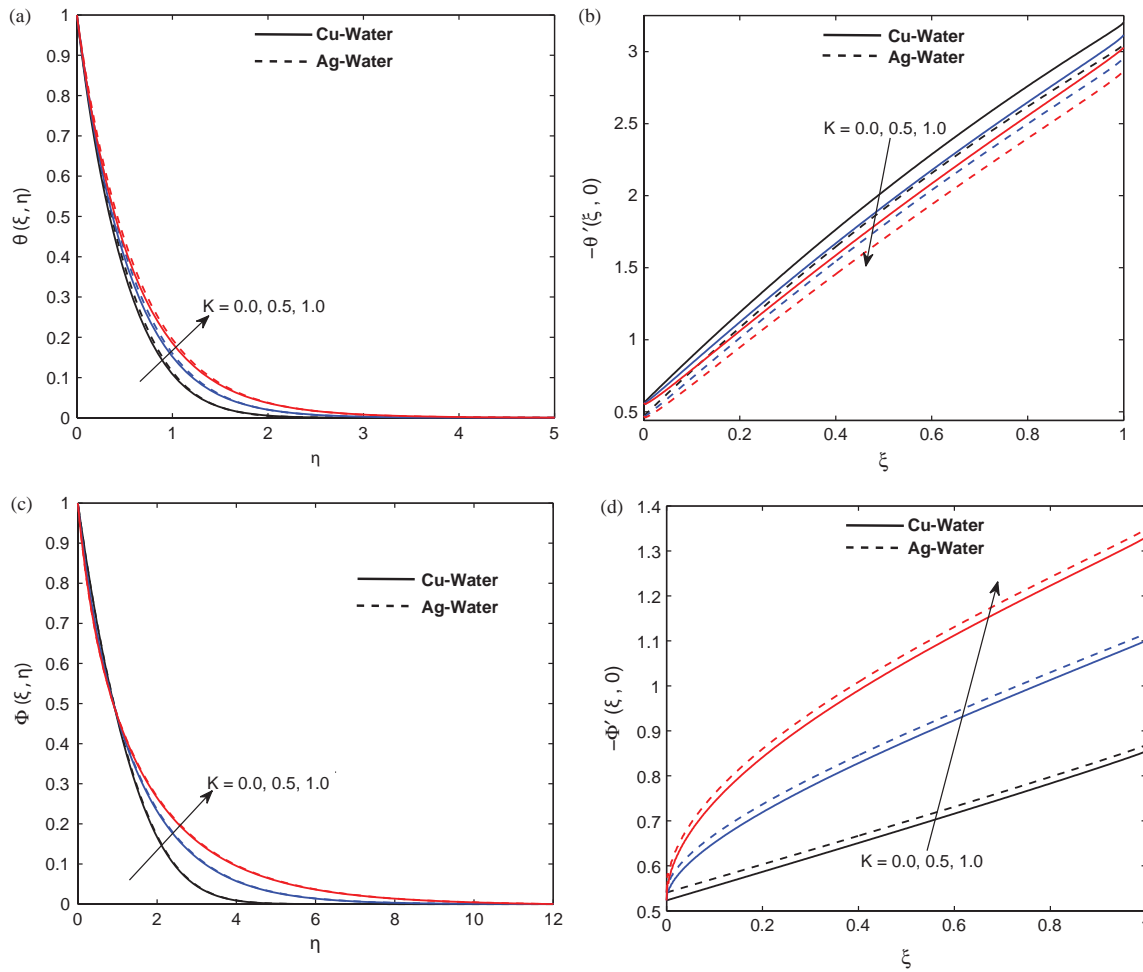 (a)
1
0.9
0.8
0.7
0.6
0.5
0.4
0.3
0.2
0.1
0
θ (ξ, η)
Cu-Water
Ag-Water
K = 0.0, 0.5, 1.0
0 1 2 3 4 5
η
(b)
3
2.5
2
1.5
1
0.5
−θ ′(ξ , 0)
Cu-Water
Ag-Water
K = 0.0, 0.5, 1.0
0 0.2 0.4 0.6 0.8 1
ξ
(c)
1
0.9
0.8
0.7
0.6
0.5
0.4
0.3
0.2
0.1
0
Φ (ξ, η)
Cu-Water
Ag-Water
K = 0.0, 0.5, 1.0
0 2 4 6 8 10 12
η
(d)
1.4
1.3
1.2
1.1
1
0.9
0.8
0.7
0.6
0.5
−Φ′ (ξ , 0)
Cu-Water
Ag-Water
K = 0.0, 0.5, 1.0
0 0.2 0.4 0.6 0.8 1
ξ